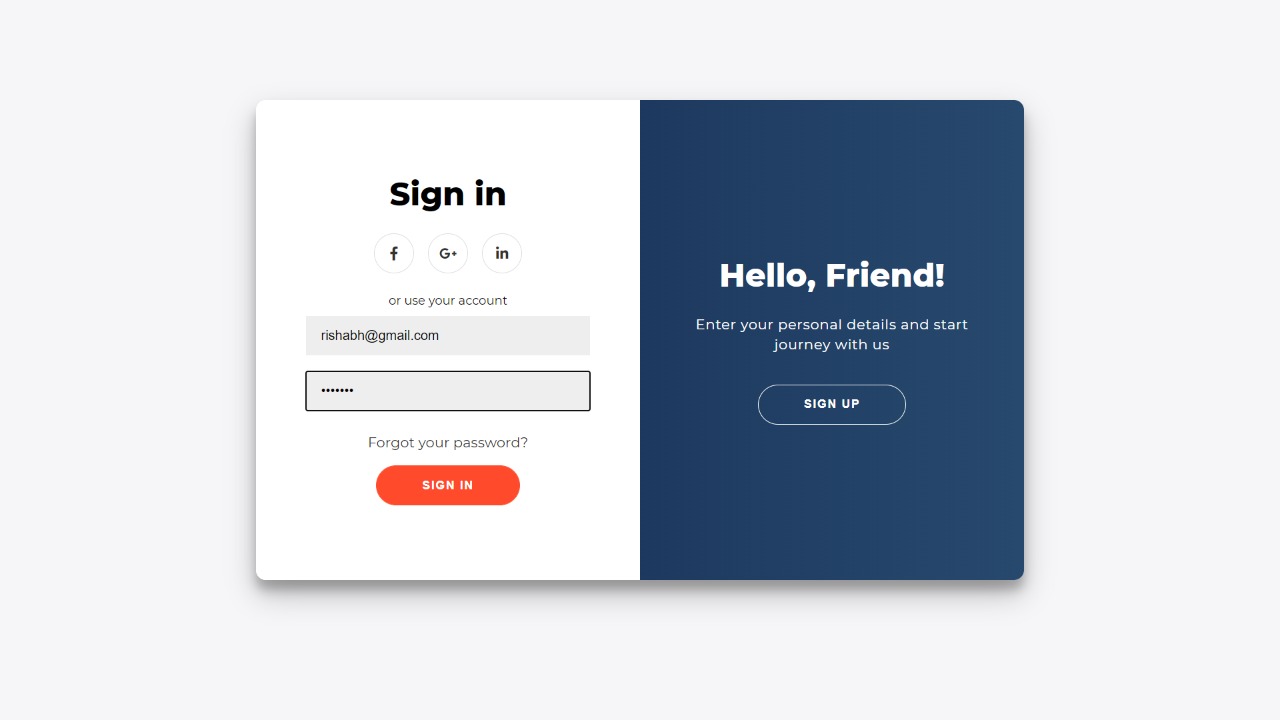 Sign in
f G+ in
or use your account
rishabh@gmail.com
•••••••
Forgot your password?
SIGN IN
Hello, Friend!
Enter your personal details and start
journey with us
SIGN UP